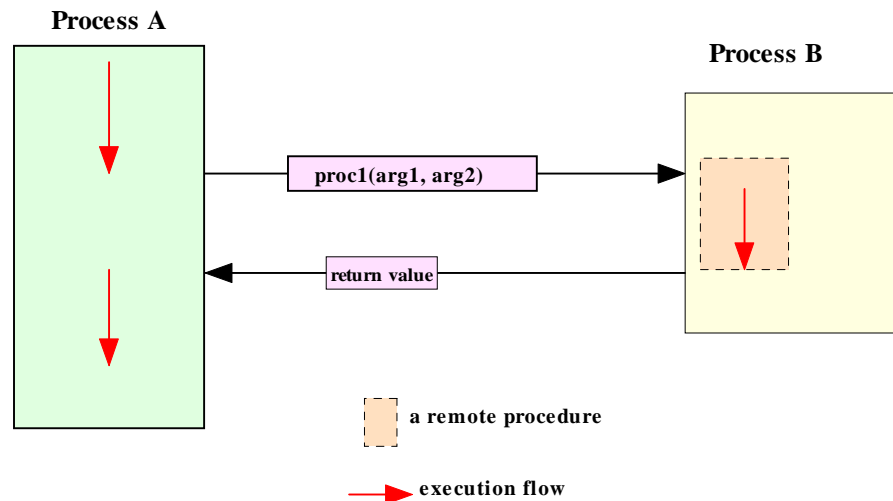 Process A
Process B
proc1(arg1, arg2)
return value
a remote procedure
execution flow